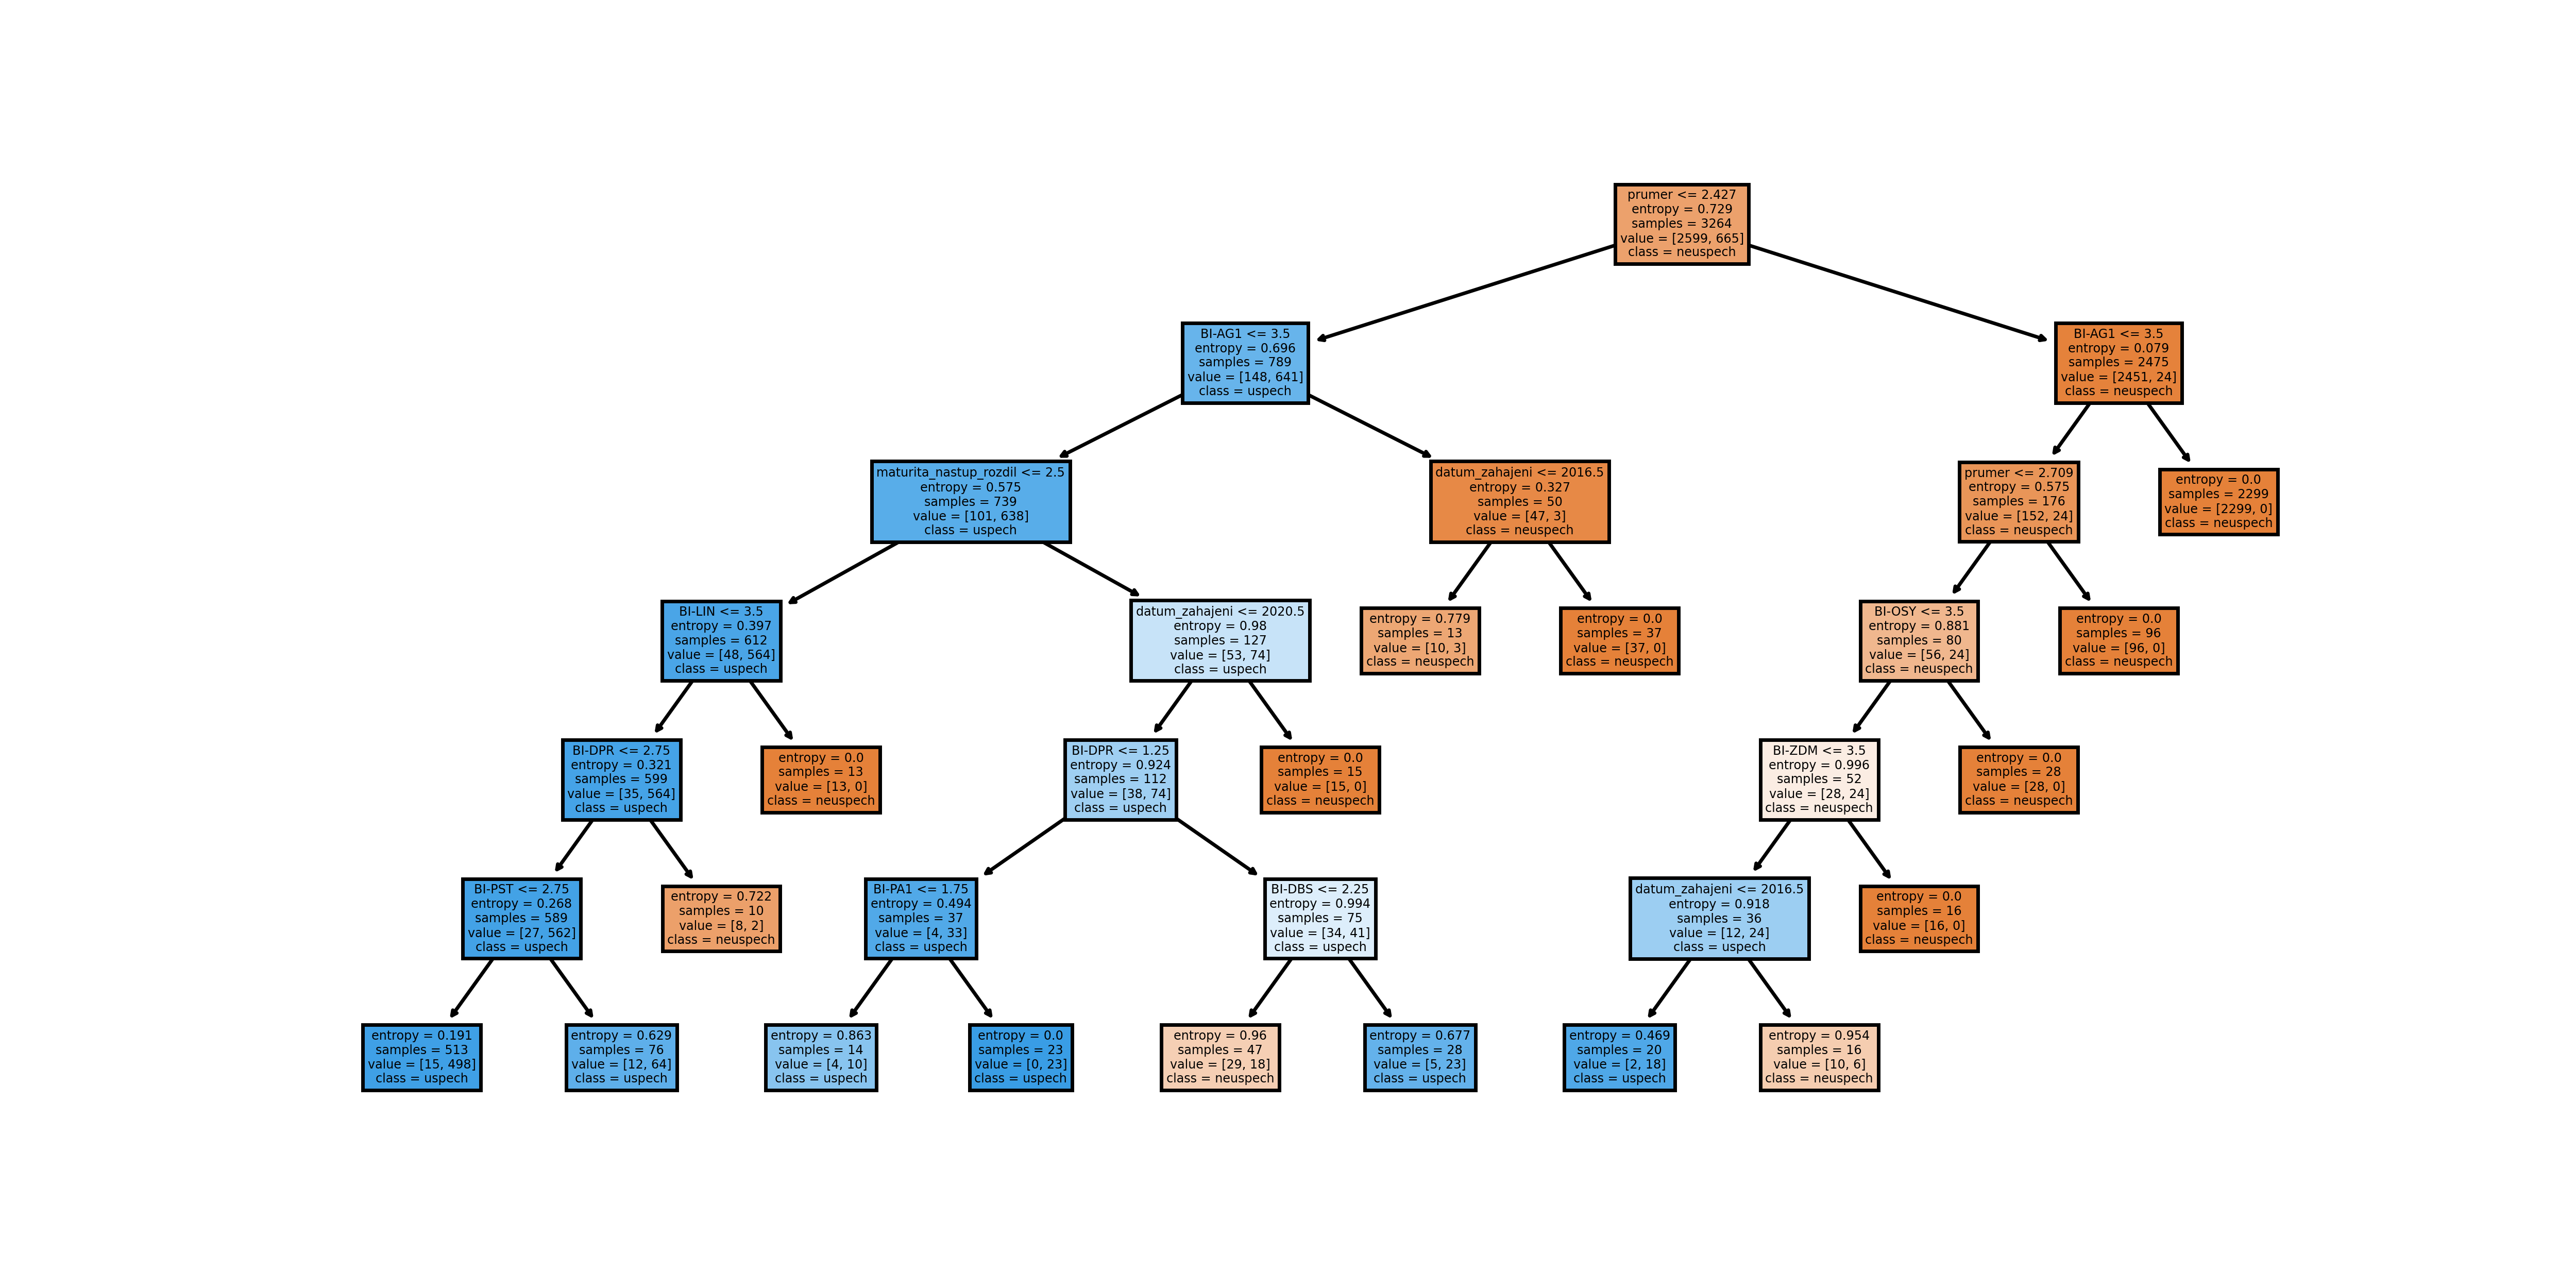 prumer <= 2.427
entropy = 0.729
samples = 3264
value = [2599, 665]
class = neuspech
BI-AG1 <= 3.5
entropy = 0.696
samples = 789
value = [148, 641]
class = uspech
BI-AG1 <= 3.5
entropy = 0.079
samples = 2475
value = [2451, 24]
class = neuspech
maturita_nastup_rozdil <= 2.5
entropy = 0.575
samples = 739
value = [101, 638]
class = uspech
datum_zahajeni <= 2016.5
entropy = 0.327
samples = 50
value = [47, 3]
class = neuspech
prumer <= 2.709
entropy = 0.575
samples = 176
value = [152, 24]
class = neuspech
entropy = 0.0
samples = 2299
value = [2299, 0]
class = neuspech
BI-LIN <= 3.5
entropy = 0.397
samples = 612
value = [48, 564]
class = uspech
datum_zahajeni <= 2020.5
entropy = 0.98
samples = 127
value = [53, 74]
class = uspech
entropy = 0.779
samples = 13
value = [10, 3]
class = neuspech
entropy = 0.0
samples = 37
value = [37, 0]
class = neuspech
BI-OSY <= 3.5
entropy = 0.881
samples = 80
value = [56, 24]
class = neuspech
entropy = 0.0
samples = 96
value = [96, 0]
class = neuspech
BI-DPR <= 2.75
entropy = 0.321
samples = 599
value = [35, 564]
class = uspech
entropy = 0.0
samples = 13
value = [13, 0]
class = neuspech
BI-DPR <= 1.25
entropy = 0.924
samples = 112
value = [38, 74]
class = uspech
entropy = 0.0
samples = 15
value = [15, 0]
class = neuspech
BI-ZDM <= 3.5
entropy = 0.996
samples = 52
value = [28, 24]
class = neuspech
entropy = 0.0
samples = 28
value = [28, 0]
class = neuspech
BI-PST <= 2.75
entropy = 0.268
samples = 589
value = [27, 562]
class = uspech
entropy = 0.722
samples = 10
value = [8, 2]
class = neuspech
BI-PA1 <= 1.75
entropy = 0.494
samples = 37
value = [4, 33]
class = uspech
BI-DBS <= 2.25
entropy = 0.994
samples = 75
value = [34, 41]
class = uspech
datum_zahajeni <= 2016.5
entropy = 0.918
samples = 36
value = [12, 24]
class = uspech
entropy = 0.0
samples = 16
value = [16, 0]
class = neuspech
entropy = 0.191
samples = 513
value = [15, 498]
class = uspech
entropy = 0.629
samples = 76
value = [12, 64]
class = uspech
entropy = 0.863
samples = 14
value = [4, 10]
class = uspech
entropy = 0.0
samples = 23
value = [0, 23]
class = uspech
entropy = 0.96
samples = 47
value = [29, 18]
class = neuspech
entropy = 0.677
samples = 28
value = [5, 23]
class = uspech
entropy = 0.469
samples = 20
value = [2, 18]
class = uspech
entropy = 0.954
samples = 16
value = [10, 6]
class = neuspech